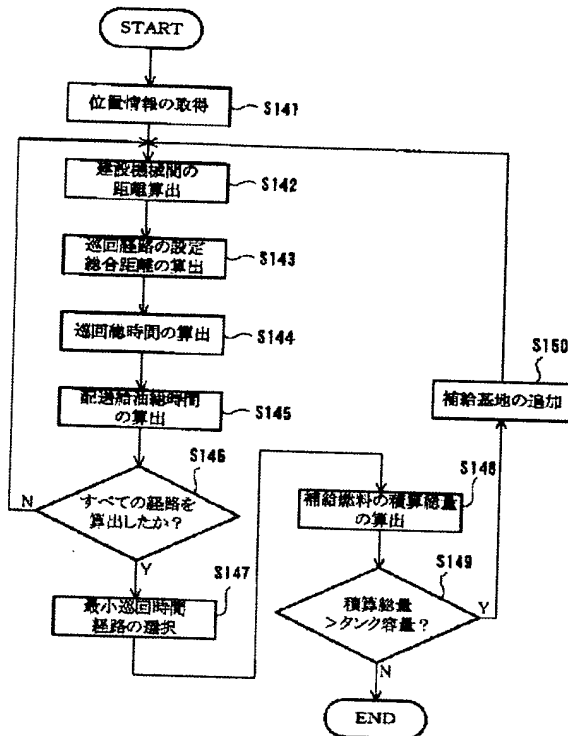 START
位置情報の取得
S141
建設機械間の
距離算出
S142
巡回経路の設定
総合距離の算出
S143
巡回総時間の算出
S144
配送給油総時間
の算出
S145
すべての経路を
算出したか？
S146
N
Y
最小巡回時間
経路の選択
S147
補給燃料の積算総量
の算出
S148
積算総量
＞タンク容量？
S149
Y
N
補給基地の追加
S150
END